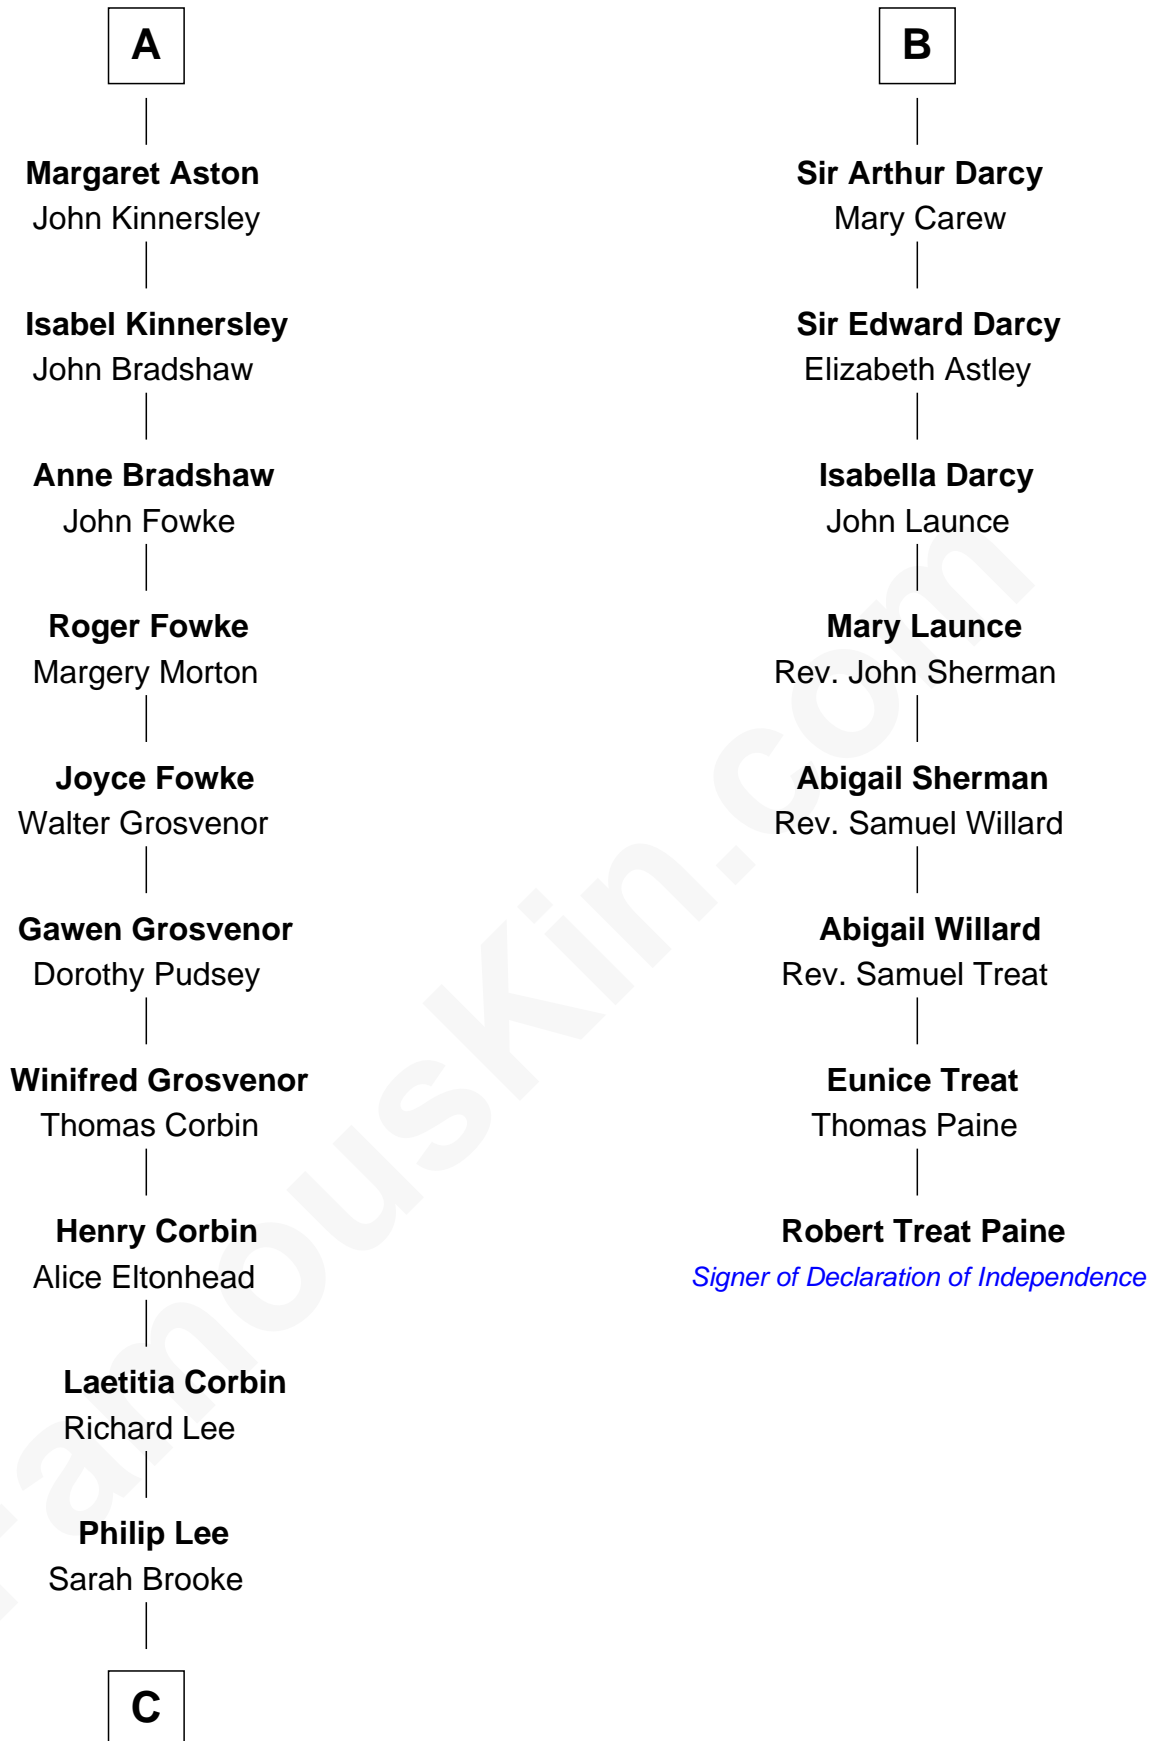 A
Margaret Aston
John Kinnersley
Isabel Kinnersley
John Bradshaw
Anne Bradshaw
John Fowke
Roger Fowke
Margery Morton
Joyce Fowke
Walter Grosvenor
Gawen Grosvenor
Dorothy Pudsey
Winifred Grosvenor
Thomas Corbin
Henry Corbin
Alice Eltonhead
Laetitia Corbin
Richard Lee
Philip Lee
Sarah Brooke
C
B
Sir Arthur Darcy
Mary Carew
Sir Edward Darcy
Elizabeth Astley
Isabella Darcy
John Launce
Mary Launce
Rev. John Sherman
Abigail Sherman
Rev. Samuel Willard
Abigail Willard
Rev. Samuel Treat
Eunice Treat
Thomas Paine
Robert Treat Paine
Signer of Declaration of Independence
FamousKin.com